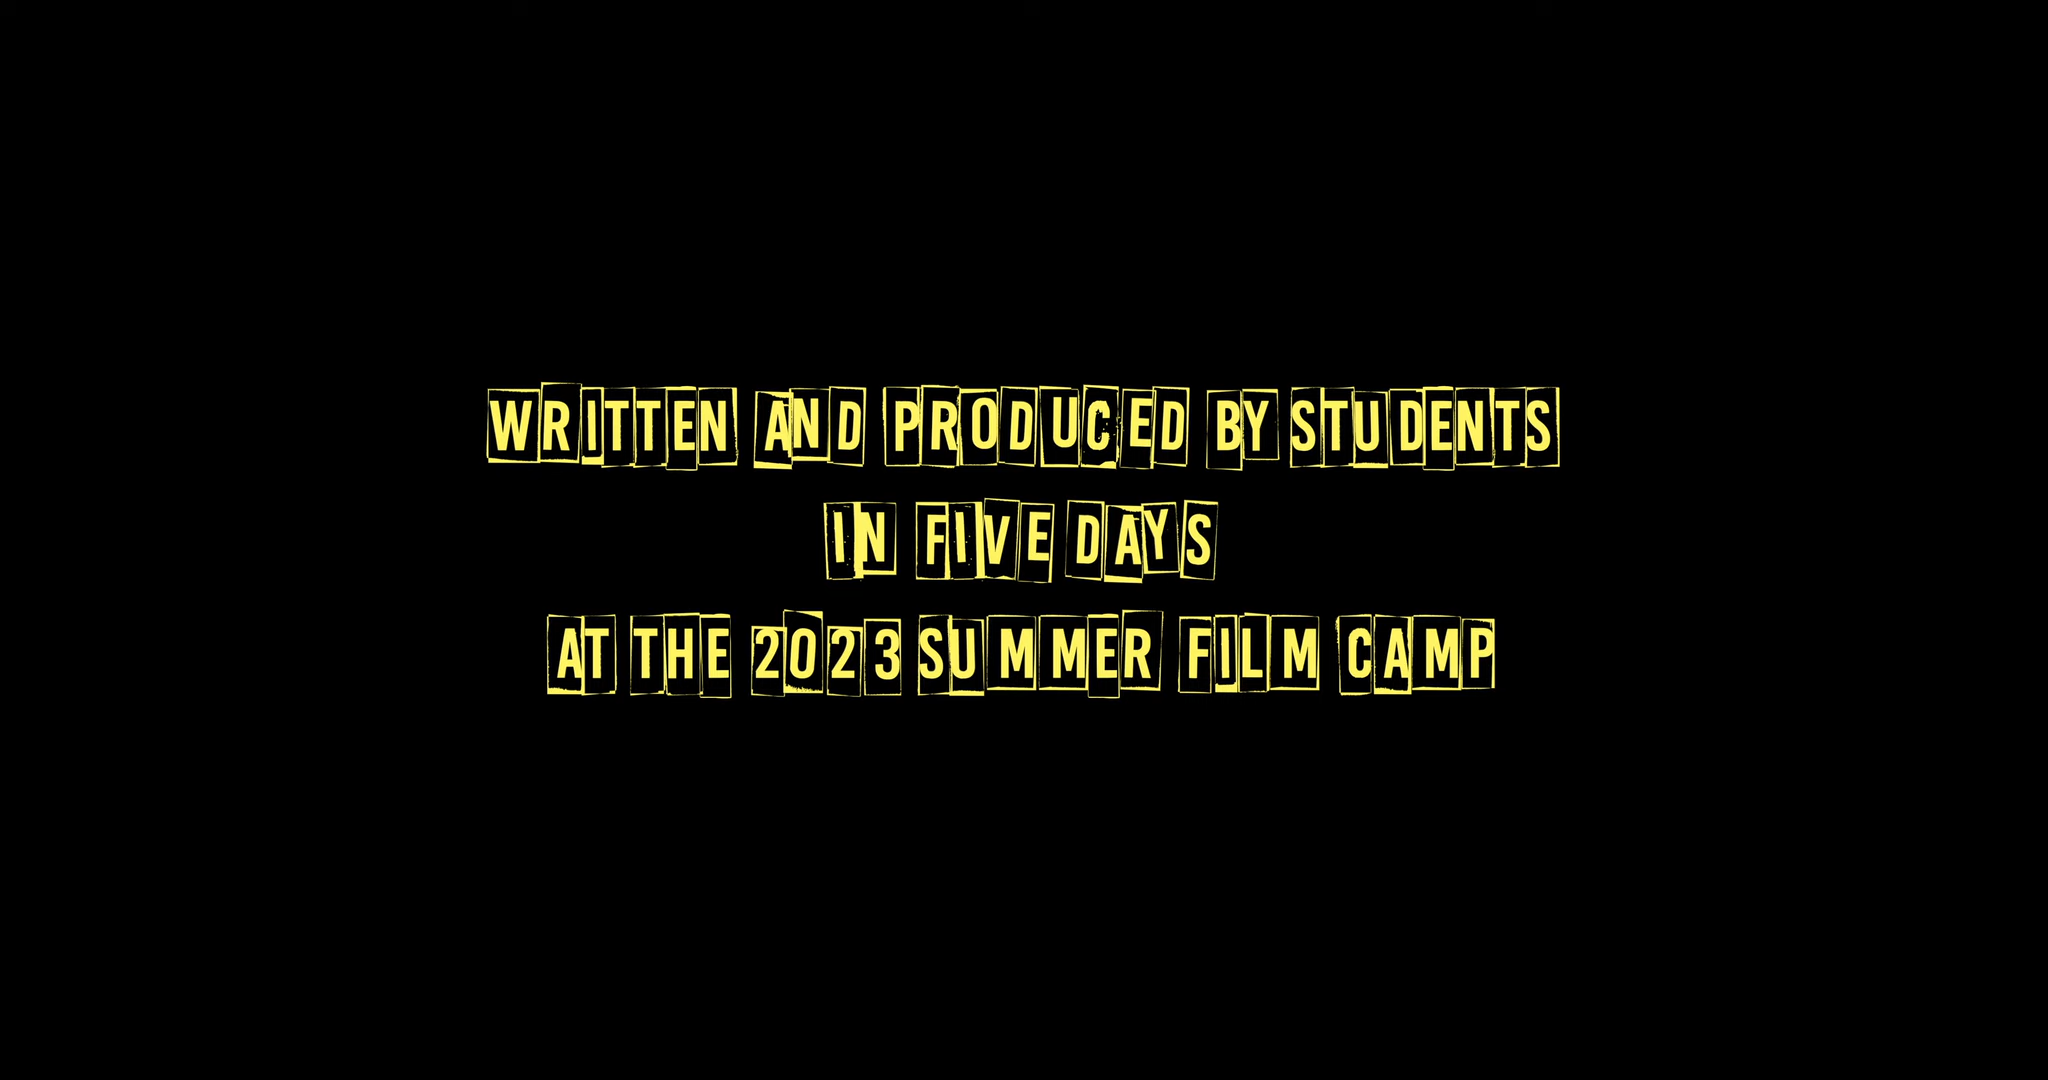 WRITTEN AND PRODUCED BY STUDENTS
IN FIVE DAYS
AT THE 2023 SUMMER FILM CAMP